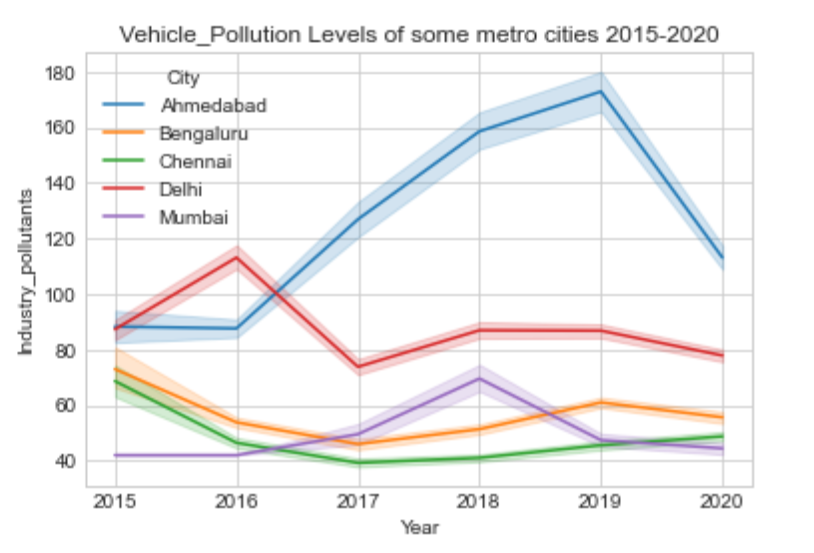 Vehicle_Pollution Levels of some metro cities 2015-2020
180
160
140
120
100
80
60
40
Industry_pollutants
City
Ahmedabad
Bengaluru
Chennai
Delhi
Mumbai
2015 2016 2017 2018 2019 2020
Year